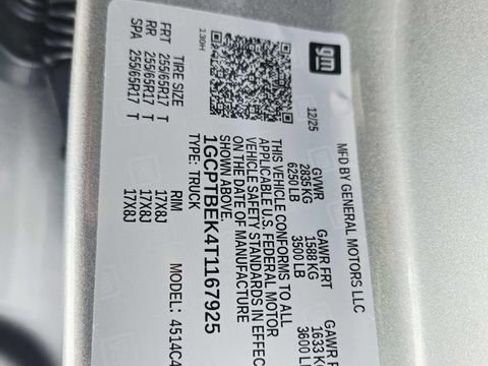 gm
MFD BY GENERAL MOTORS LLC
12/25
GVWR
2835 KG
6250 LB
GAWR FRT
1588 KG
3500 LB
GAWR
1633 KG
3600 LB
THIS VEHICLE CONFORMS TO ALL
APPLICABLE U.S. FEDERAL MOTOR
VEHICLE SAFETY STANDARDS IN EFFEC
ON THE DATE OF MANUFACTURE
SHOWN ABOVE.
1GCPTBEK4T1167925
TYPE: TRUCK
MODEL: 4514C4
130H
TIRE SIZE RIM
FRT 255/65R17 T 17X8J
RR 255/65R17 T 17X8J
SPA 255/65R17 T 17X8J